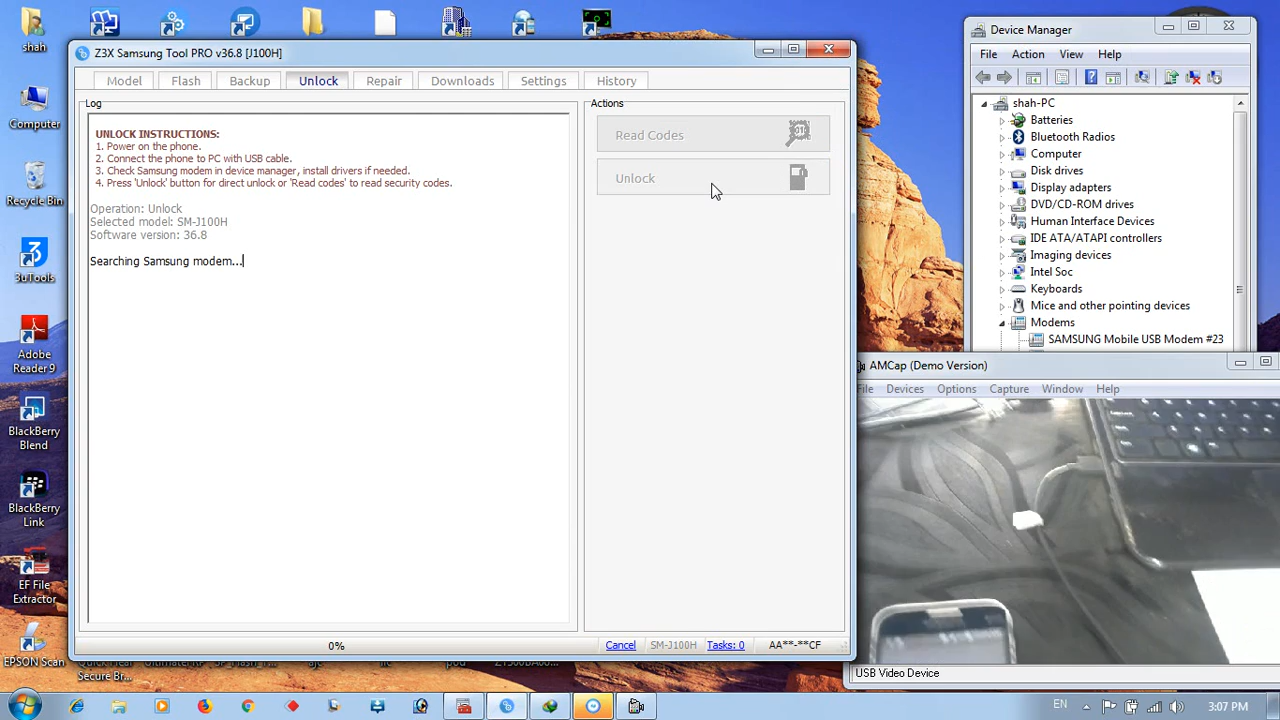 shah
Computer
Recycle Bin
3uTools
Adobe
Reader 9
BlackBerry
Blend
BlackBerry
Link
EF File
Extractor
EPSON Scan
Secure Br...
Z3X Samsung Tool PRO v36.8 [J100H]
Model Flash Backup Unlock Repair Downloads Settings History
Log
UNLOCK INSTRUCTIONS:
1. Power on the phone.
2. Connect the phone to PC with USB cable.
3. Check Samsung modem in device manager, install drivers if needed.
4. Press 'Unlock' button for direct unlock or 'Read codes' to read security codes.
Operation: Unlock
Selected model: SM-J100H
Software version: 36.8
Searching Samsung modem...
Actions
Read Codes
Unlock
0%
Cancel SM-J100H Tasks: 0 AA**-**CF
Device Manager
File Action View Help
shah-PC
Batteries
Bluetooth Radios
Computer
Disk drives
Display adapters
DVD/CD-ROM drives
Human Interface Devices
IDE ATA/ATAPI controllers
Imaging devices
Intel Soc
Keyboards
Mice and other pointing devices
Modems
SAMSUNG Mobile USB Modem #23
AMCap (Demo Version)
File Devices Options Capture Window Help
USB Video Device
EN
3:07 PM